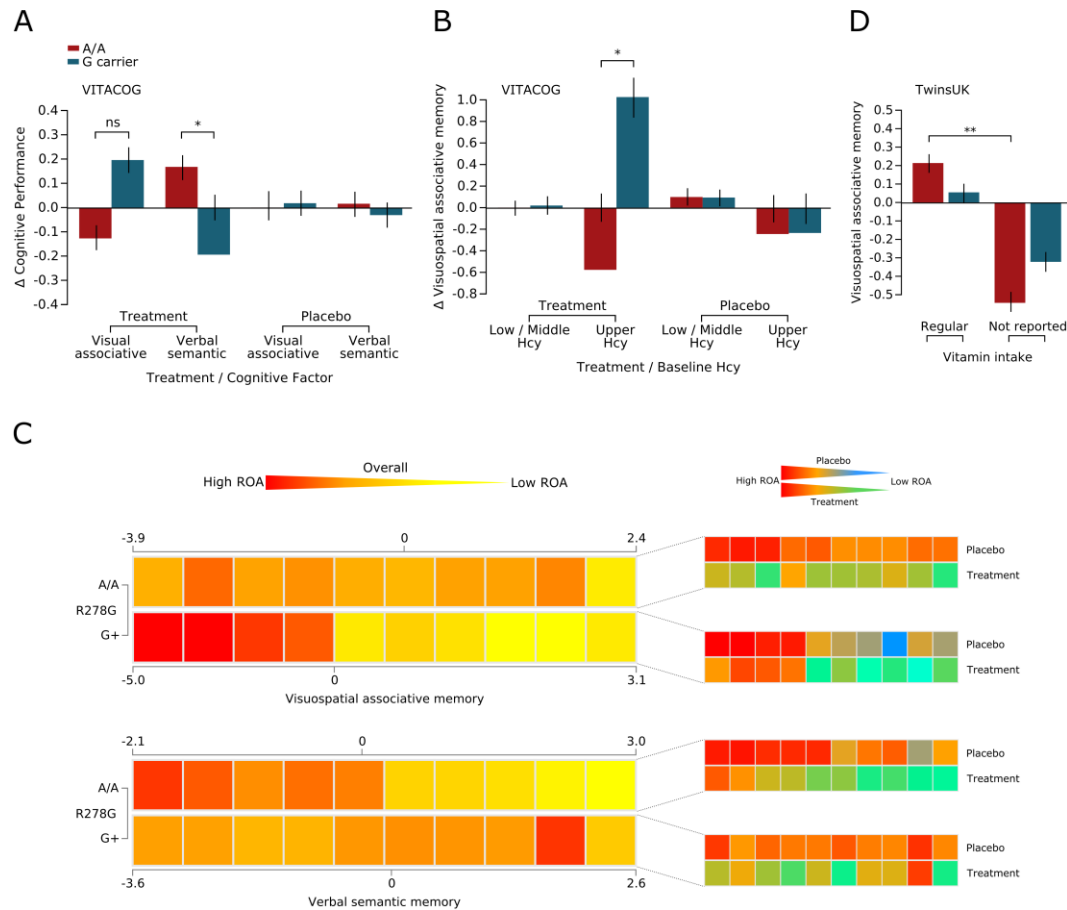 A
A/A
G carrier
VITACOG
Δ Cognitive Performance
0.4
0.3
0.2
0.1
0.0
-0.1
-0.2
-0.3
-0.4
ns
*
Treatment
Placebo
Visual associative
Verbal semantic
Visual associative
Verbal semantic
Treatment / Cognitive Factor
B
VITACOG
Δ Visuospatial associative memory
1.0
0.8
0.6
0.4
0.2
0.0
-0.2
-0.4
-0.6
-0.8
*
Treatment
Placebo
Low / Middle Hcy
Upper Hcy
Low / Middle Hcy
Upper Hcy
Treatment / Baseline Hcy
D
TwinsUK
Visuospatial associative memory
0.5
0.4
0.3
0.2
0.1
0.0
-0.1
-0.2
-0.3
-0.4
-0.5
**
Regular
Not reported
Vitamin intake
C
Overall
High ROA
Low ROA
Placebo
High ROA
Low ROA
Treatment
-3.9
0
2.4
A/A
R278G
G+
-5.0
0
3.1
Visuospatial associative memory
Placebo
Treatment
Placebo
Treatment
-2.1
0
3.0
A/A
R278G
G+
-3.6
0
2.6
Verbal semantic memory
Placebo
Treatment
Placebo
Treatment